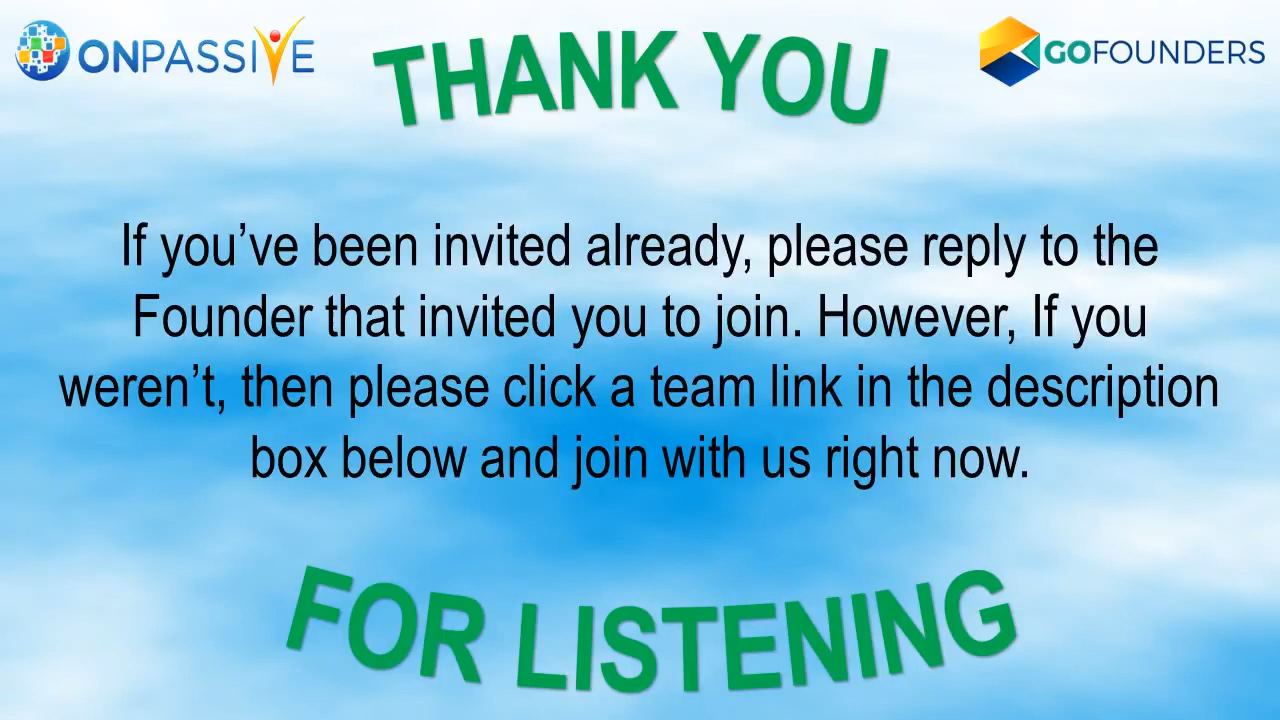 ONPASSIVE
GOFOUNDERS
THANK YOU
If you’ve been invited already, please reply to the
Founder that invited you to join. However, If you
weren’t, then please click a team link in the description
box below and join with us right now.
FOR LISTENING